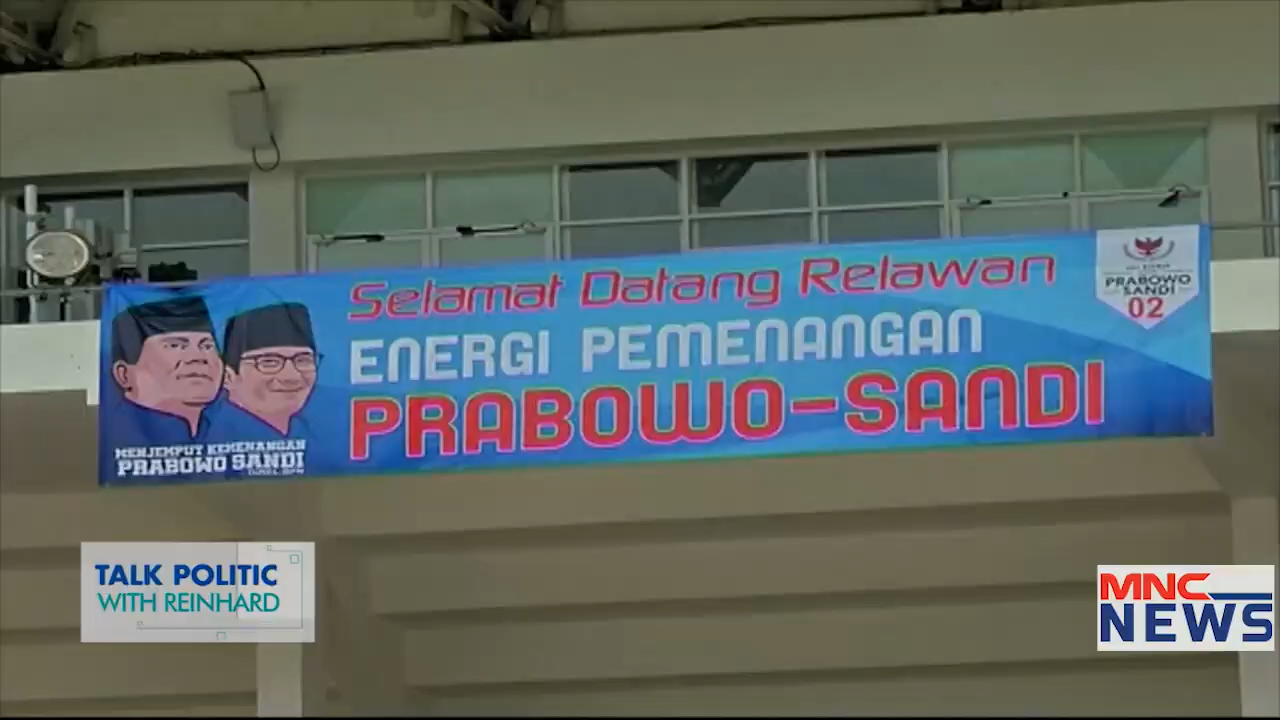 Selamat Datang Relawan
ENERGI PEMENANGAN
PRABOWO-SANDI
MENJEMPUT KEMENANGAN
PRABOWO SANDI
PRABOWO
SANDI
02
TALK POLITIC
WITH REINHARD
MNC
NEWS